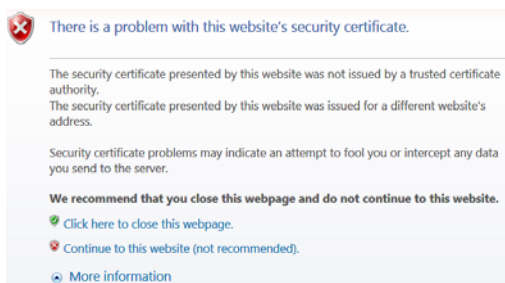 There is a problem with this website's security certificate.
The security certificate presented by this website was not issued by a trusted certificate
authority.
The security certificate presented by this website was issued for a different website's
address.
Security certificate problems may indicate an attempt to fool you or intercept any data
you send to the server.
We recommend that you close this webpage and do not continue to this website.
Click here to close this webpage.
Continue to this website (not recommended).
More information